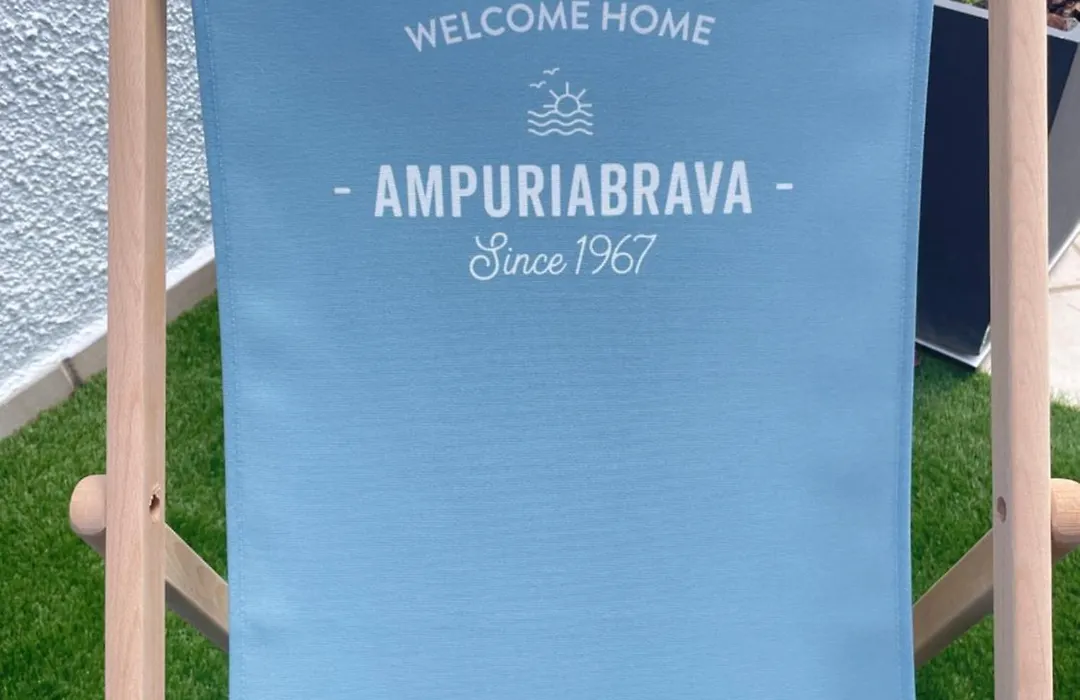 WELCOME HOME
- AMPURIABRAVA -
Since 1967